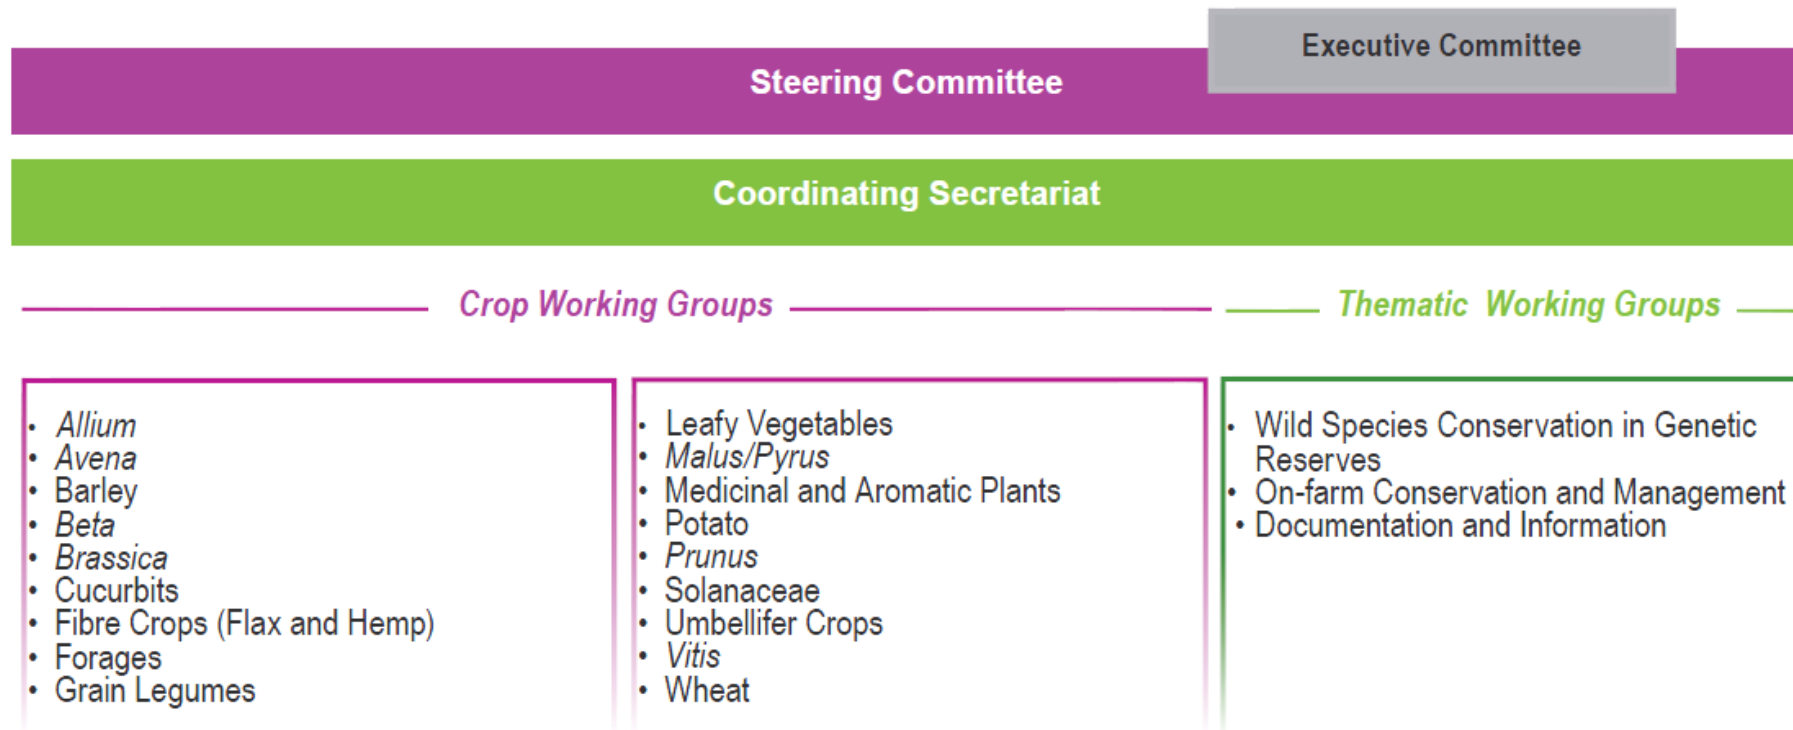 Executive Committee
Steering Committee
Coordinating Secretariat
Crop Working Groups
Thematic Working Groups
• Allium
• Avena
• Barley
• Beta
• Brassica
• Cucurbits
• Fibre Crops (Flax and Hemp)
• Forages
• Grain Legumes
• Leafy Vegetables
• Malus/Pyrus
• Medicinal and Aromatic Plants
• Potato
• Prunus
• Solanaceae
• Umbellifer Crops
• Vitis
• Wheat
• Wild Species Conservation in Genetic
Reserves
• On-farm Conservation and Management
• Documentation and Information